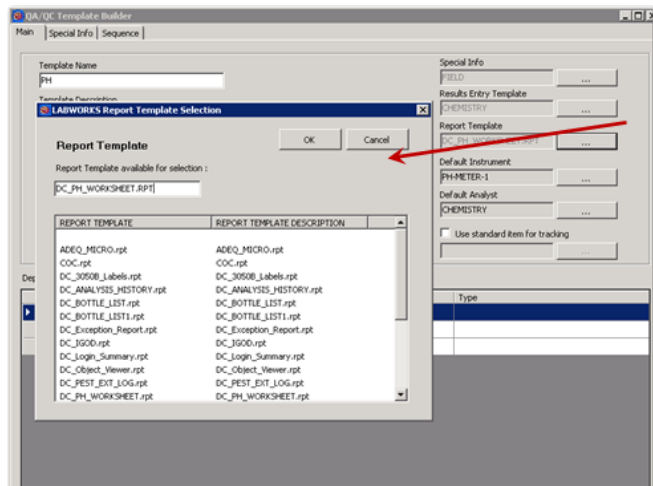 QA/QC Template Builder
Main Special Info Sequence
Template Name
PH
Template Description
Special Info
FIELD
...
Results Entry Template
CHEMISTRY
...
Report Template
DC_PH_WORKSHEET.RPT
...
Default Instrument
PH-METER-1
...
Default Analyst
CHEMISTRY
...
Use standard item for tracking
...
LABWORKS Report Template Selection
Report Template
OK Cancel
Report Template available for selection :
DC_PH_WORKSHEET.RPT
REPORT TEMPLATE REPORT TEMPLATE DESCRIPTION
ADEQ_MICRO.rpt ADEQ_MICRO.rpt
COC.rpt COC.rpt
DC_3050B_Labels.rpt DC_3050B_Labels.rpt
DC_ANALYSIS_HISTORY.rpt DC_ANALYSIS_HISTORY.rpt
DC_BOTTLE_LIST.rpt DC_BOTTLE_LIST.rpt
DC_BOTTLE_LIST1.rpt DC_BOTTLE_LIST1.rpt
DC_Exception_Report.rpt DC_Exception_Report.rpt
DC_IGOD.rpt DC_IGOD.rpt
DC_Login_Summary.rpt DC_Login_Summary.rpt
DC_Object_Viewer.rpt DC_Object_Viewer.rpt
DC_PEST_EXT_LOG.rpt DC_PEST_EXT_LOG.rpt
DC_PH_WORKSHEET.rpt DC_PH_WORKSHEET.rpt
Type